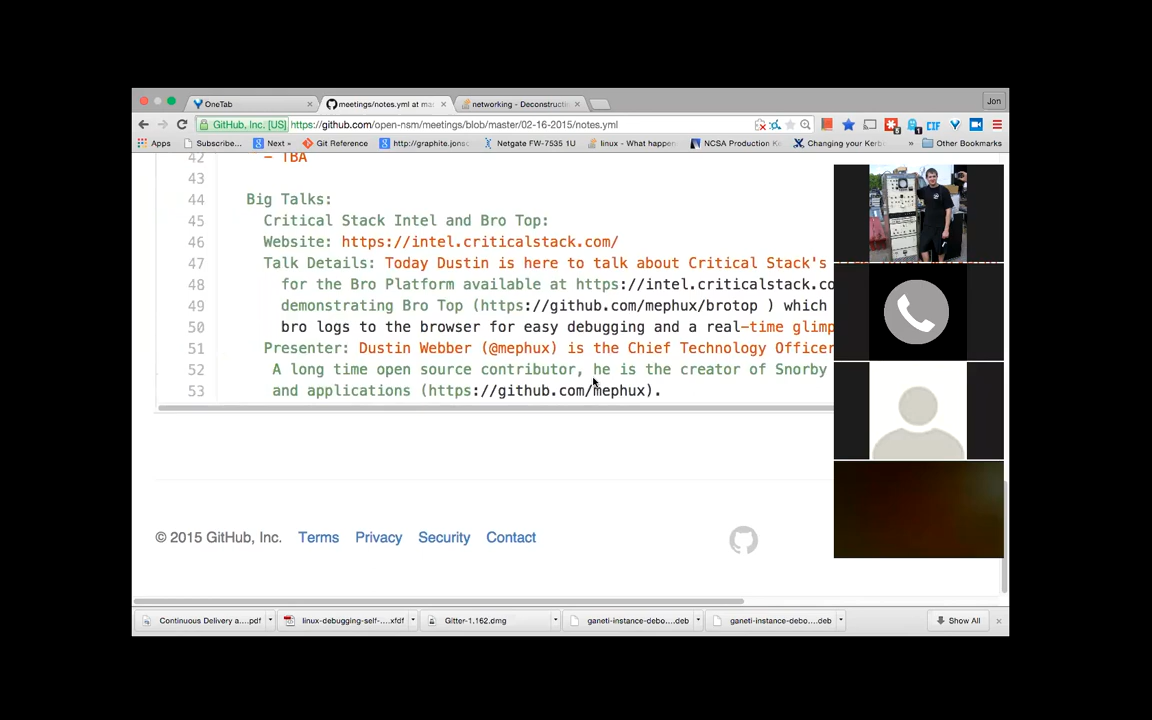 OneTab
meetings/notes.yml at ma
networking - Deconstructi
Jon
GitHub, Inc. [US] https://github.com/open-nsm/meetings/blob/master/02-16-2015/notes.yml
Apps Subscribe... Next » Git Reference http://graphite.jons Netgate FW-7535 1U linux - What happen NCSA Production K Changing your Kerb » Other Bookmarks
42 - TBA
43
44 Big Talks:
45 Critical Stack Intel and Bro Top:
46 Website: https://intel.criticalstack.com/
47 Talk Details: Today Dustin is here to talk about Critical Stack's
48 for the Bro Platform available at https://intel.criticalstack.co
49 demonstrating Bro Top (https://github.com/mephux/brotop ) which
50 bro logs to the browser for easy debugging and a real-time glimp
51 Presenter: Dustin Webber (@mephux) is the Chief Technology Officer
52 A long time open source contributor, he is the creator of Snorby
53 and applications (https://github.com/mephux).
© 2015 GitHub, Inc. Terms Privacy Security Contact
Continuous Delivery a....pdf linux-debugging-self-....xfdf Gitter-1.162.dmg ganeti-instance-debo....deb ganeti-instance-debo....deb Show All